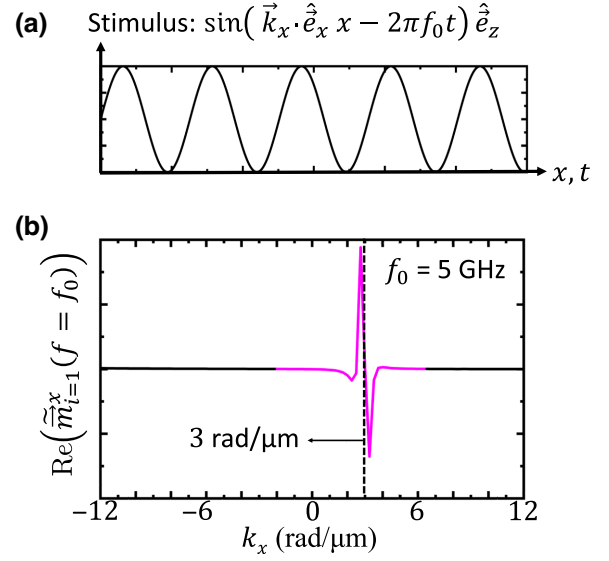 (a) Stimulus: sin( k⃗ₓ·ê⃗ₓ x − 2πf₀t) ê⃗_z
x, t
(b)
Re(m̃⃗ˣᵢ₌₁(f = f₀))
f₀ = 5 GHz
3 rad/μm
−12 −6 0 6 12
kₓ (rad/μm)